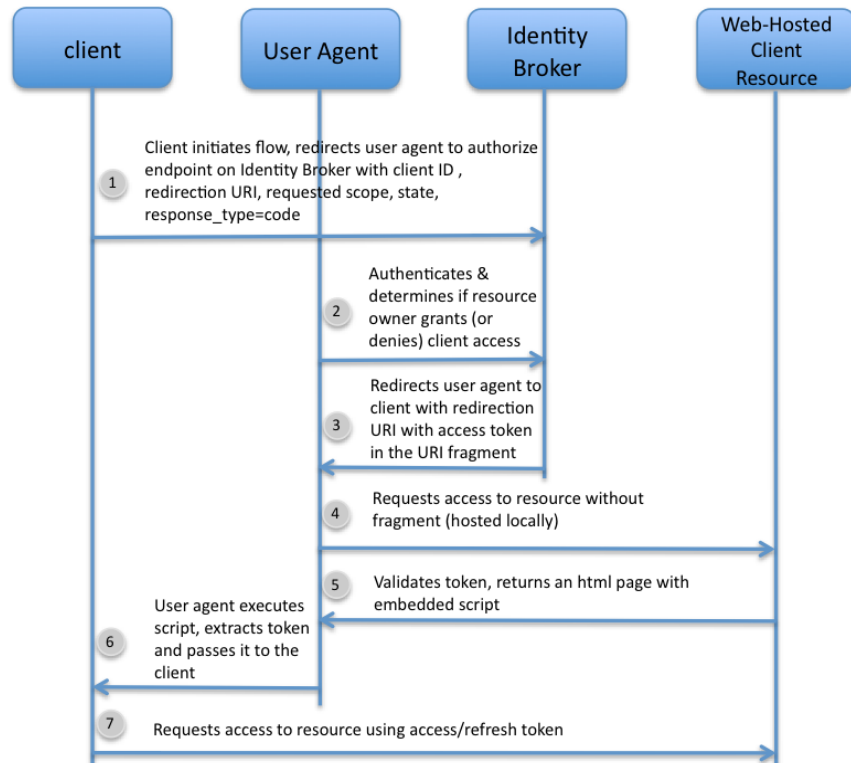 client
User Agent
Identity
Broker
Web-Hosted
Client
Resource
1
Client initiates flow, redirects user agent to authorize
endpoint on Identity Broker with client ID ,
redirection URI, requested scope, state,
response_type=code
2
Authenticates &
determines if resource
owner grants (or
denies) client access
3
Redirects user agent to
client with redirection
URI with access token
in the URI fragment
4
Requests access to resource without
fragment (hosted locally)
5
Validates token, returns an html page with
embedded script
6
User agent executes
script, extracts token
and passes it to the
client
7
Requests access to resource using access/refresh token